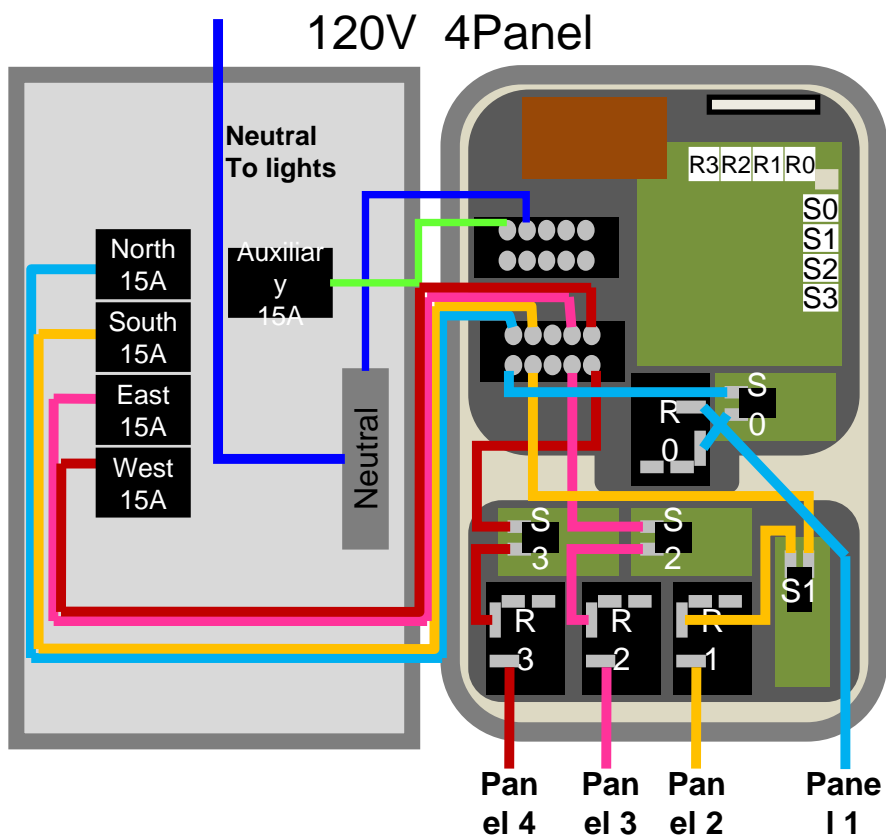 120V 4Panel
Neutral
To lights
R3 R2 R1 R0
S0
S1
S2
S3
North
15A
Auxiliar
y
15A
South
15A
East
15A
West
15A
Neutral
S
0
R
0
S
3
S
2
S1
R
3
R
2
R
1
Pan
el 4
Pan
el 3
Pan
el 2
Pane
l 1